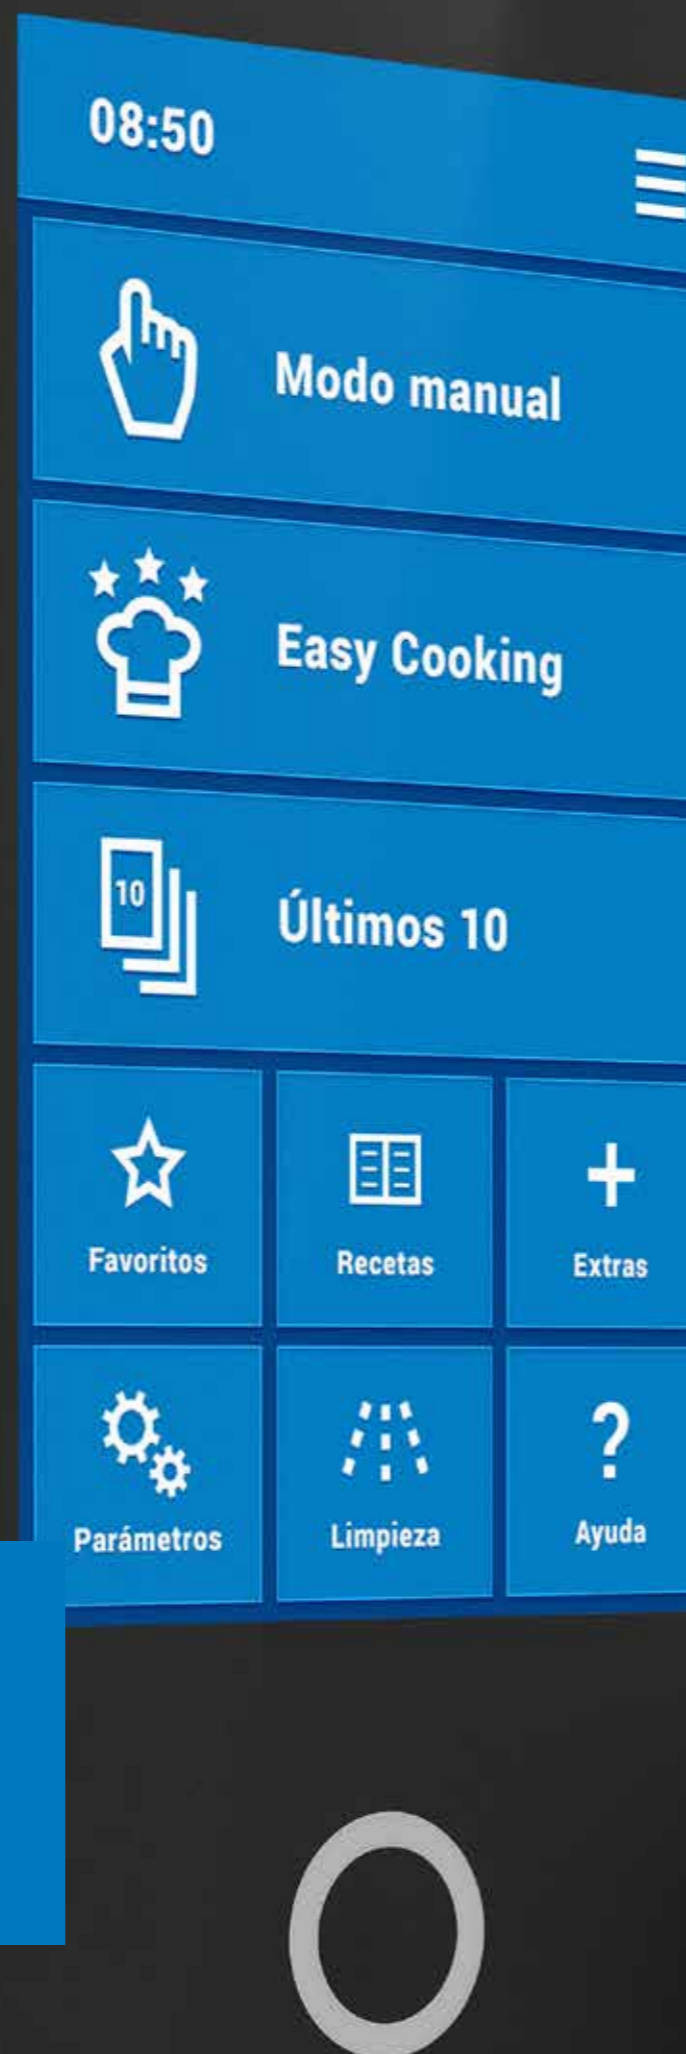 08:50
Modo manual
Easy Cooking
10
Últimos 10
Favoritos
Recetas
Extras
Parámetros
Limpieza
Ayuda